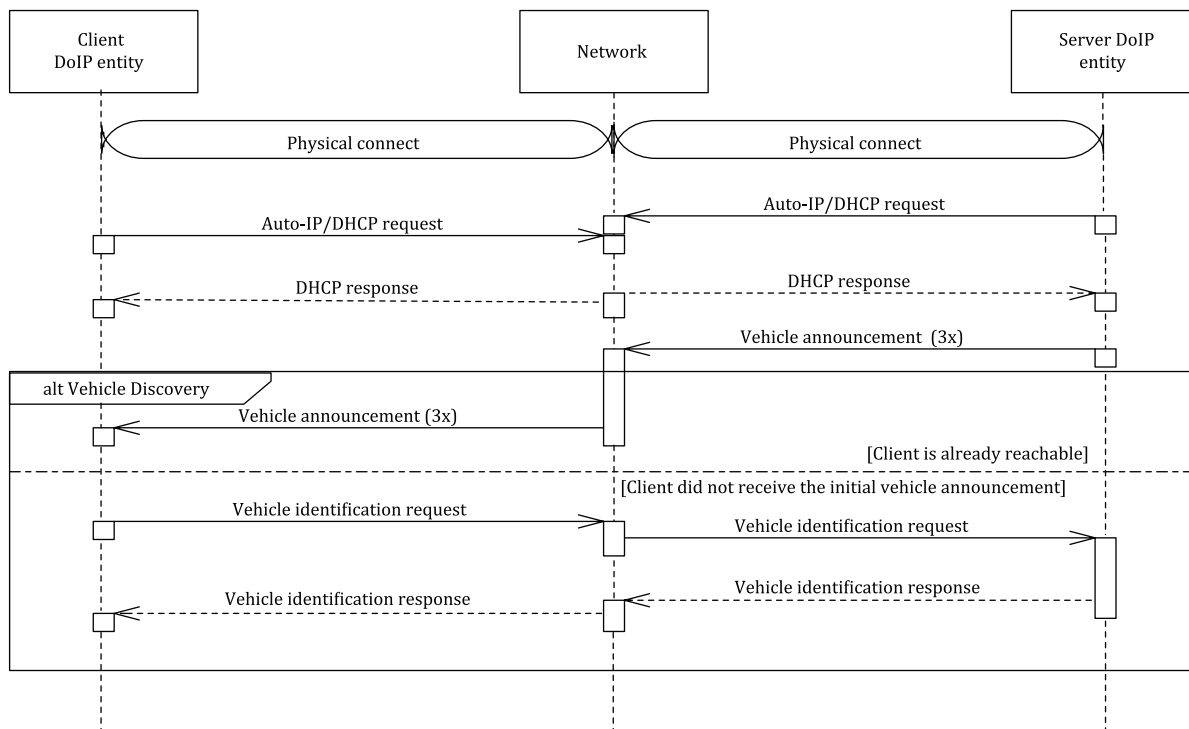 Client
DoIP entity
Network
Server DoIP
entity
Physical connect
Physical connect
Auto-IP/DHCP request
Auto-IP/DHCP request
DHCP response
DHCP response
Vehicle announcement (3x)
alt Vehicle Discovery
Vehicle announcement (3x)
[Client is already reachable]
[Client did not receive the initial vehicle announcement]
Vehicle identification request
Vehicle identification request
Vehicle identification response
Vehicle identification response